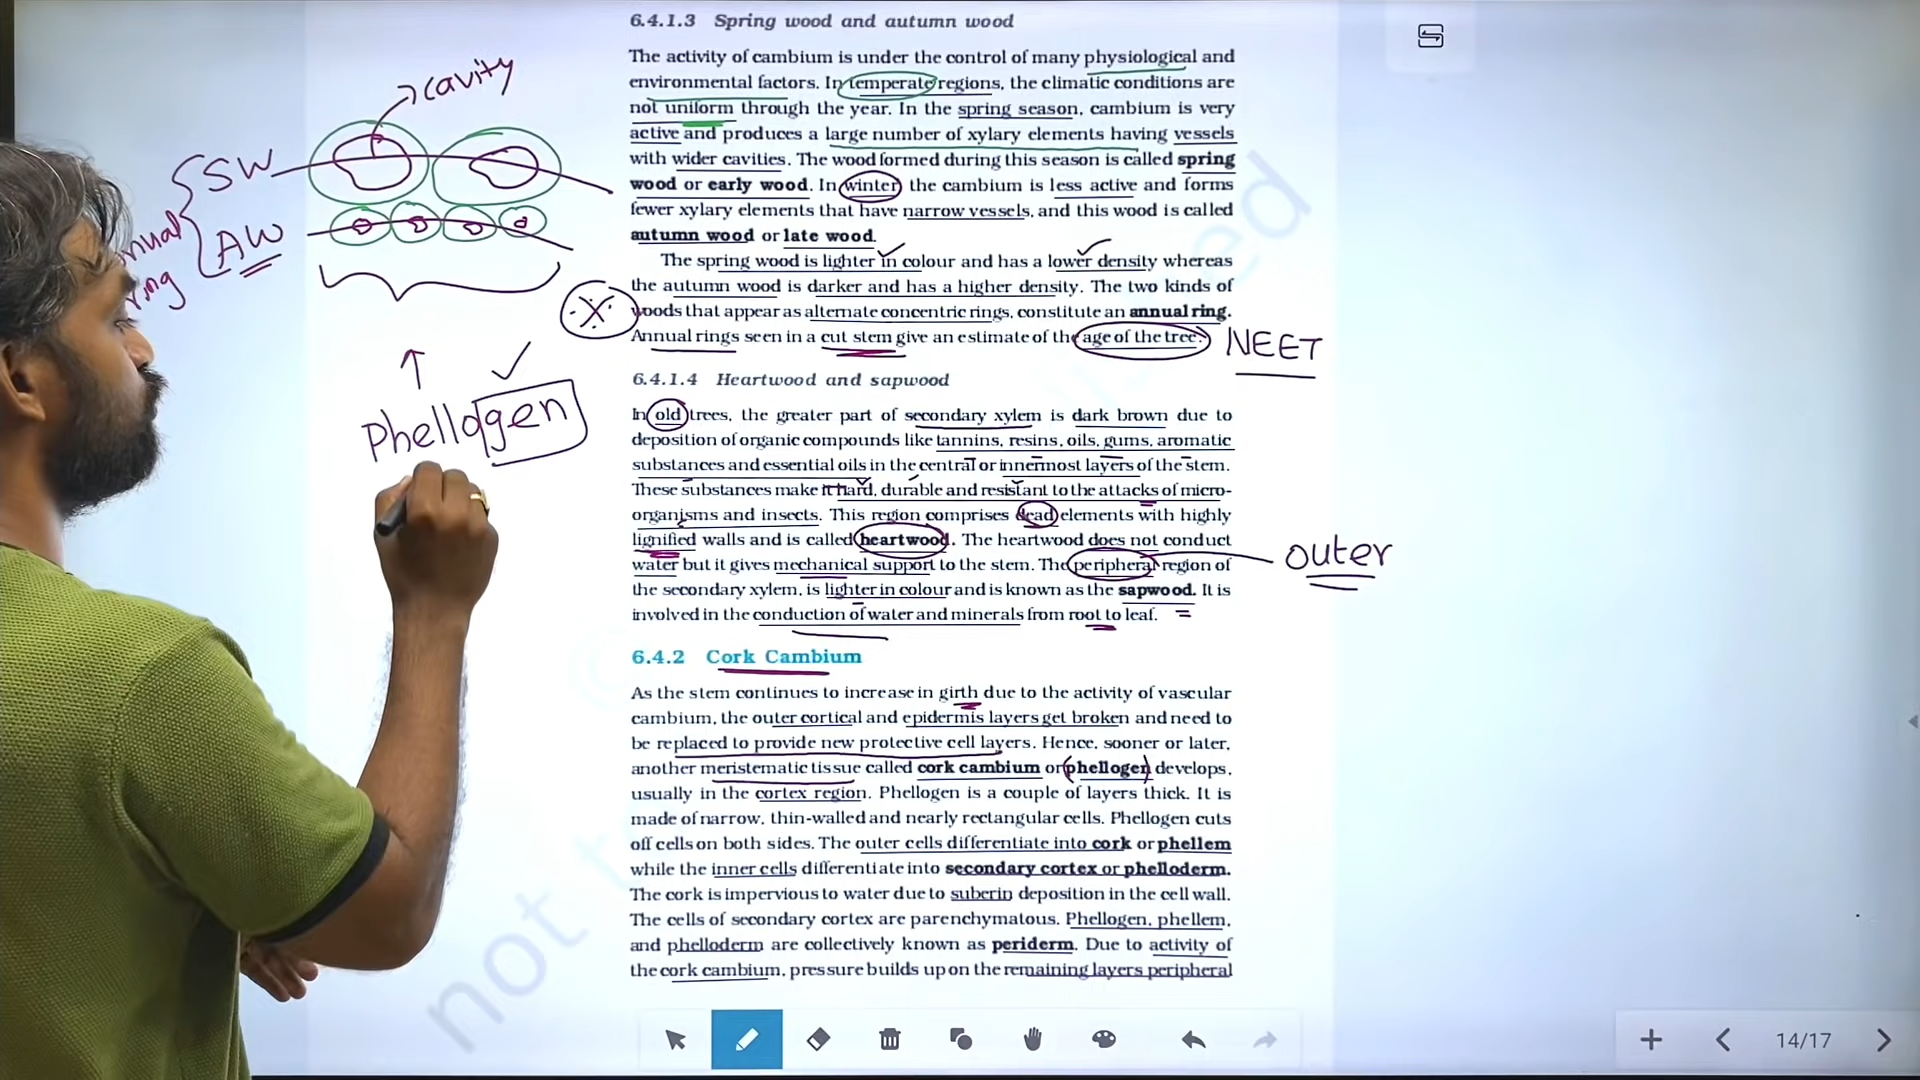 6.4.1.3 Spring wood and autumn wood
The activity of cambium is under the control of many physiological and
environmental factors. In temperate regions, the climatic conditions are
not uniform through the year. In the spring season, cambium is very
active and produces a large number of xylary elements having vessels
with wider cavities. The wood formed during this season is called spring
wood or early wood. In winter, the cambium is less active and forms
fewer xylary elements that have narrow vessels, and this wood is called
autumn wood or late wood.
The spring wood is lighter in colour and has a lower density whereas
the autumn wood is darker and has a higher density. The two kinds of
woods that appear as alternate concentric rings, constitute an annual ring.
Annual rings seen in a cut stem give an estimate of the age of the tree.
NEET
6.4.1.4 Heartwood and sapwood
In old trees, the greater part of secondary xylem is dark brown due to
deposition of organic compounds like tannins, resins, oils, gums, aromatic
substances and essential oils in the central or innermost layers of the stem.
These substances make it hard, durable and resistant to the attacks of micro-
organisms and insects. This region comprises dead elements with highly
lignified walls and is called heartwood. The heartwood does not conduct
water but it gives mechanical support to the stem. The peripheral region of
the secondary xylem, is lighter in colour and is known as the sapwood. It is
involved in the conduction of water and minerals from root to leaf.
outer
6.4.2 Cork Cambium
As the stem continues to increase in girth due to the activity of vascular
cambium, the outer cortical and epidermis layers get broken and need to
be replaced to provide new protective cell layers. Hence, sooner or later,
another meristematic tissue called cork cambium or phellogen develops,
usually in the cortex region. Phellogen is a couple of layers thick. It is
made of narrow, thin-walled and nearly rectangular cells. Phellogen cuts
off cells on both sides. The outer cells differentiate into cork or phellem
while the inner cells differentiate into secondary cortex or phelloderm.
The cork is impervious to water due to suberin deposition in the cell wall.
The cells of secondary cortex are parenchymatous. Phellogen, phellem,
and phelloderm are collectively known as periderm. Due to activity of
the cork cambium, pressure builds up on the remaining layers peripheral
cavity
SW
AW
nual
ring
Phellogen
not t
14/17